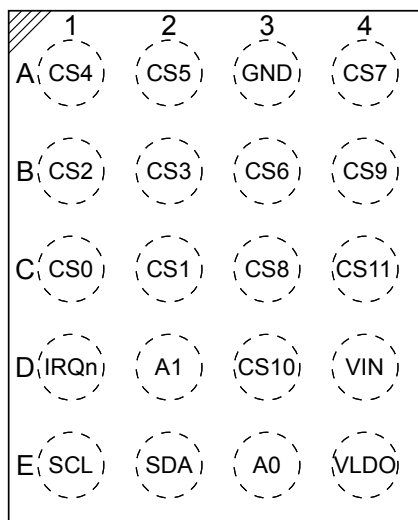 1 2 3 4
A CS4 CS5 GND CS7
B CS2 CS3 CS6 CS9
C CS0 CS1 CS8 CS11
D IRQn A1 CS10 VIN
E SCL SDA A0 VLDO